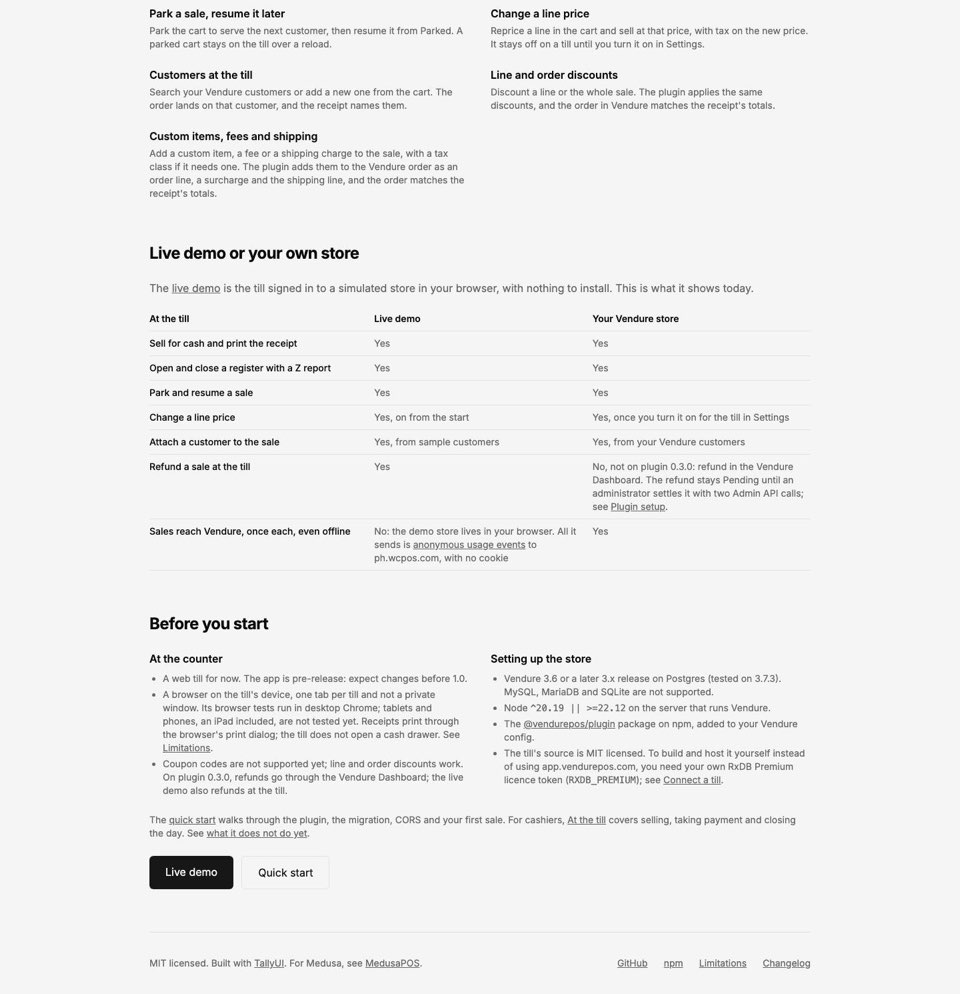 Park a sale, resume it later
Park the cart to serve the next customer, then resume it from Parked. A
parked cart stays on the till over a reload.
Change a line price
Reprice a line in the cart and sell at that price, with tax on the new price.
It stays off on a till until you turn it on in Settings.
Customers at the till
Search your Vendure customers or add a new one from the cart. The
order lands on that customer, and the receipt names them.
Line and order discounts
Discount a line or the whole sale. The plugin applies the same
discounts, and the order in Vendure matches the receipt's totals.
Custom items, fees and shipping
Add a custom item, a fee or a shipping charge to the sale, with a tax
class if it needs one. The plugin adds them to the Vendure order as an
order line, a surcharge and the shipping line, and the order matches the
receipt's totals.
Live demo or your own store
The live demo is the till signed in to a simulated store in your browser, with nothing to install. This is what it shows today.
At the till Live demo Your Vendure store
Sell for cash and print the receipt Yes Yes
Open and close a register with a Z report Yes Yes
Park and resume a sale Yes Yes
Change a line price Yes, on from the start Yes, once you turn it on for the till in Settings
Attach a customer to the sale Yes, from sample customers Yes, from your Vendure customers
Refund a sale at the till Yes No, not on plugin 0.3.0: refund in the Vendure
Dashboard. The refund stays Pending until an
administrator settles it with two Admin API calls;
see Plugin setup.
Sales reach Vendure, once each, even offline No: the demo store lives in your browser. All it Yes
sends is anonymous usage events to
ph.wcpos.com, with no cookie
Before you start
At the counter
• A web till for now. The app is pre-release: expect changes before 1.0.
• A browser on the till's device, one tab per till and not a private
window. Its browser tests run in desktop Chrome; tablets and
phones, an iPad included, are not tested yet. Receipts print through
the browser's print dialog; the till does not open a cash drawer. See
Limitations.
• Coupon codes are not supported yet; line and order discounts work.
On plugin 0.3.0, refunds go through the Vendure Dashboard; the live
demo also refunds at the till.
Setting up the store
• Vendure 3.6 or a later 3.x release on Postgres (tested on 3.7.3).
MySQL, MariaDB and SQLite are not supported.
• Node ^20.19 || >=22.12 on the server that runs Vendure.
• The @vendurepos/plugin package on npm, added to your Vendure
config.
• The till's source is MIT licensed. To build and host it yourself instead
of using app.vendurepos.com, you need your own RxDB Premium
licence token (RXDB_PREMIUM); see Connect a till.
The quick start walks through the plugin, the migration, CORS and your first sale. For cashiers, At the till covers selling, taking payment and closing
the day. See what it does not do yet.
Live demo Quick start
MIT licensed. Built with TallyUI. For Medusa, see MedusaPOS. GitHub npm Limitations Changelog